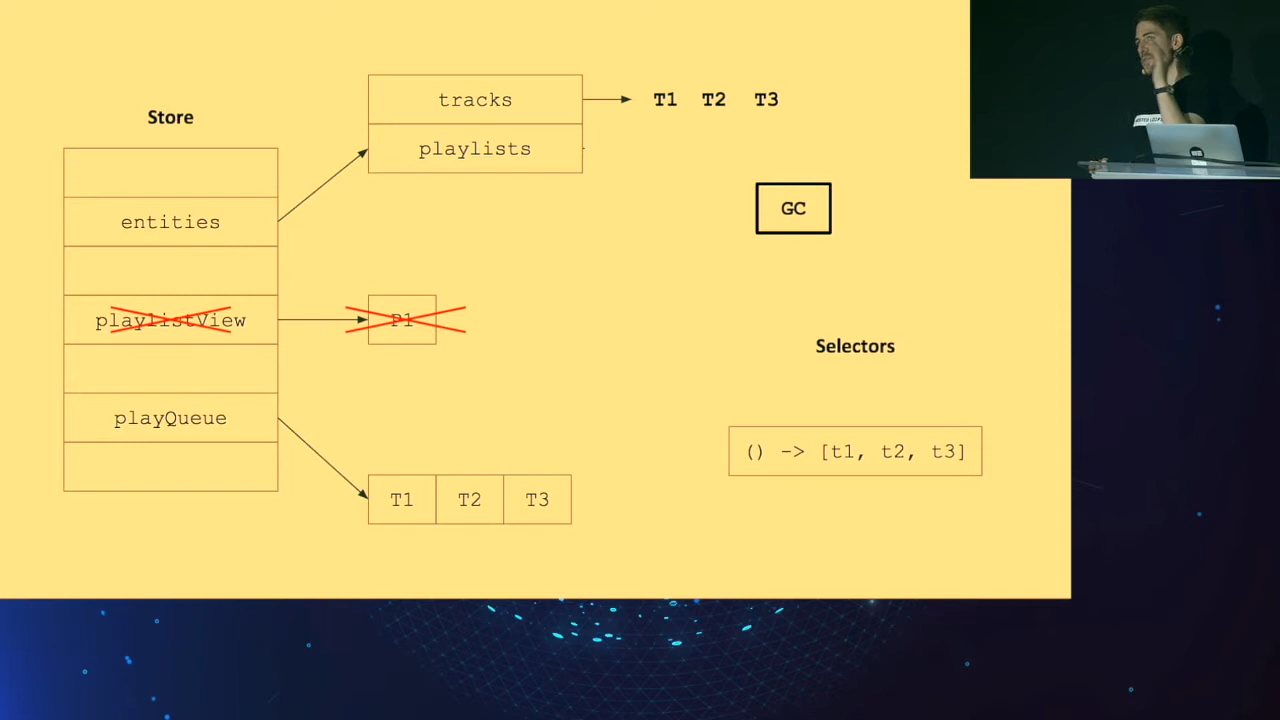 Store
entities
playlistView
playQueue
tracks
playlists
T1 T2 T3
GC
P1
T1 T2 T3
Selectors
() -> [t1, t2, t3]